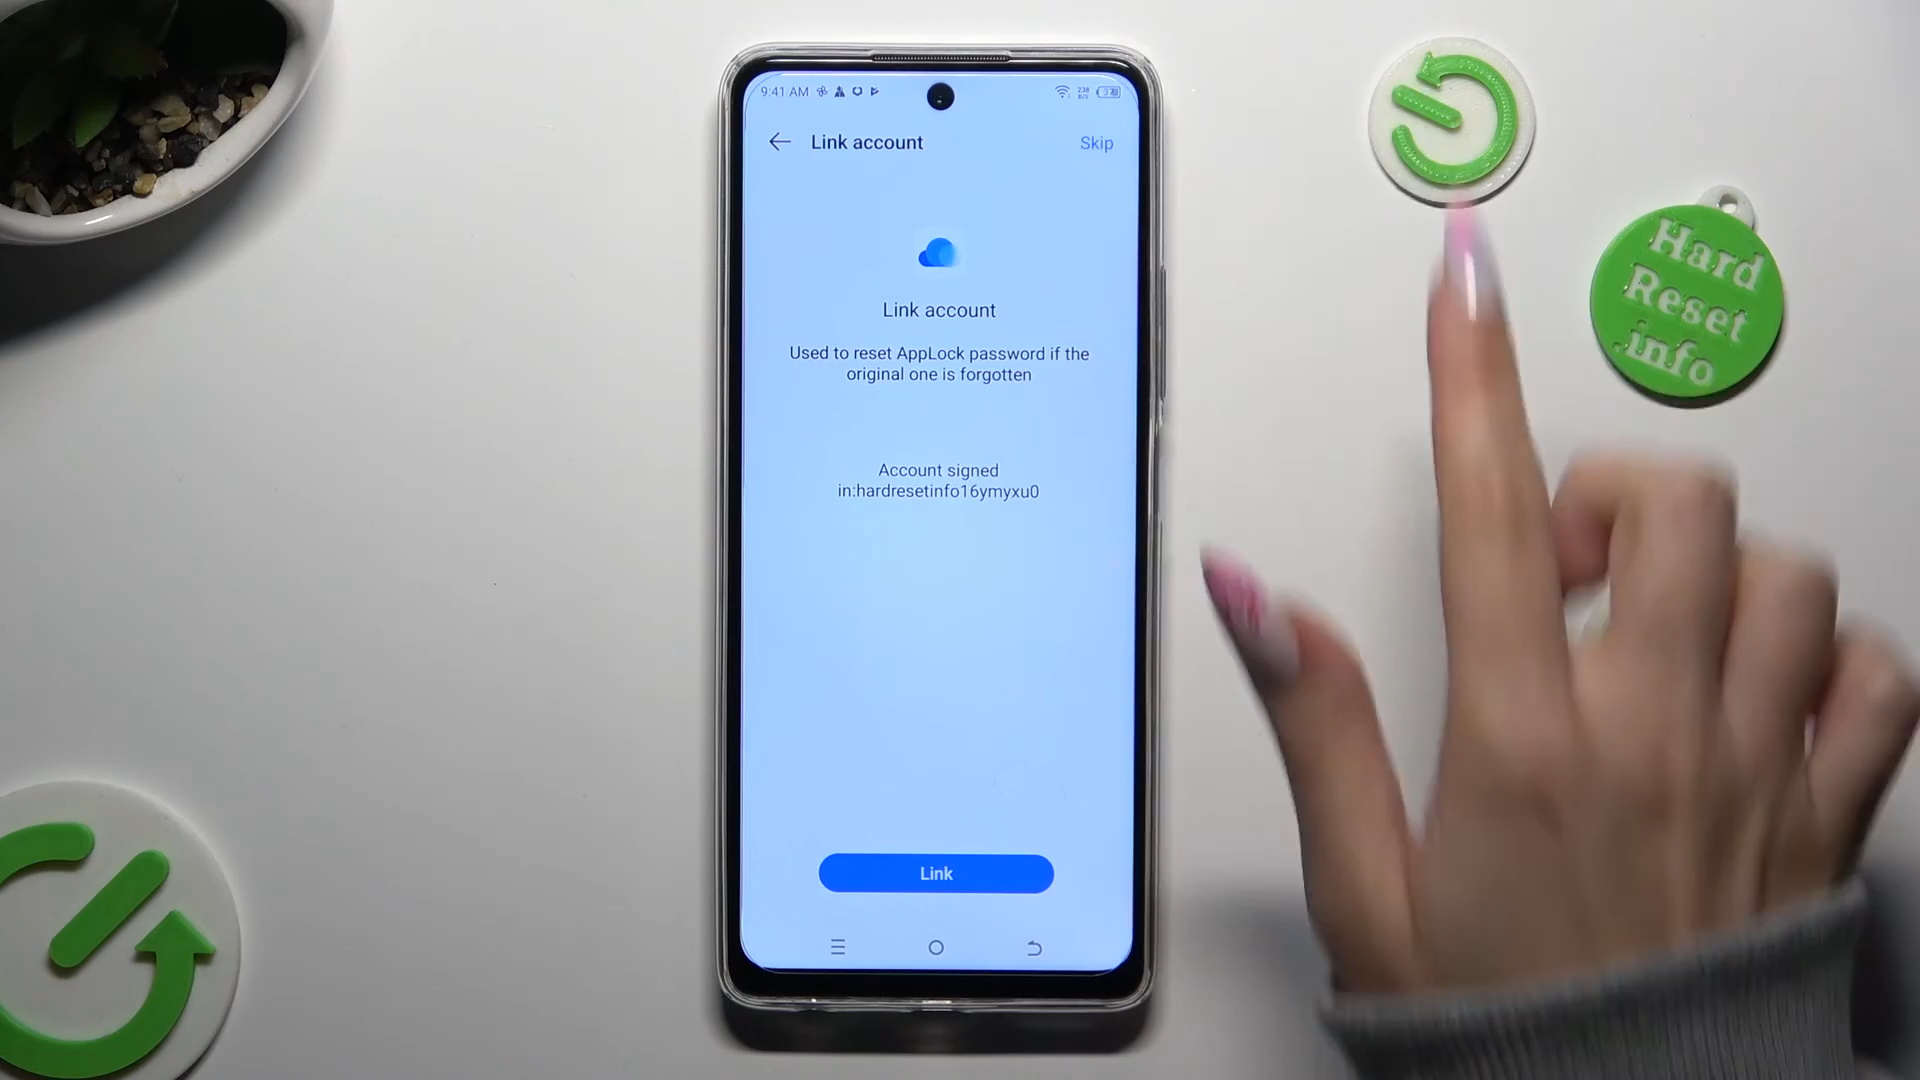 9:41 AM
Link account
Skip
Link account
Used to reset AppLock password if the
original one is forgotten
Account signed
in:hardresetinfo16ymyxu0
Link
Hard
Reset
.info